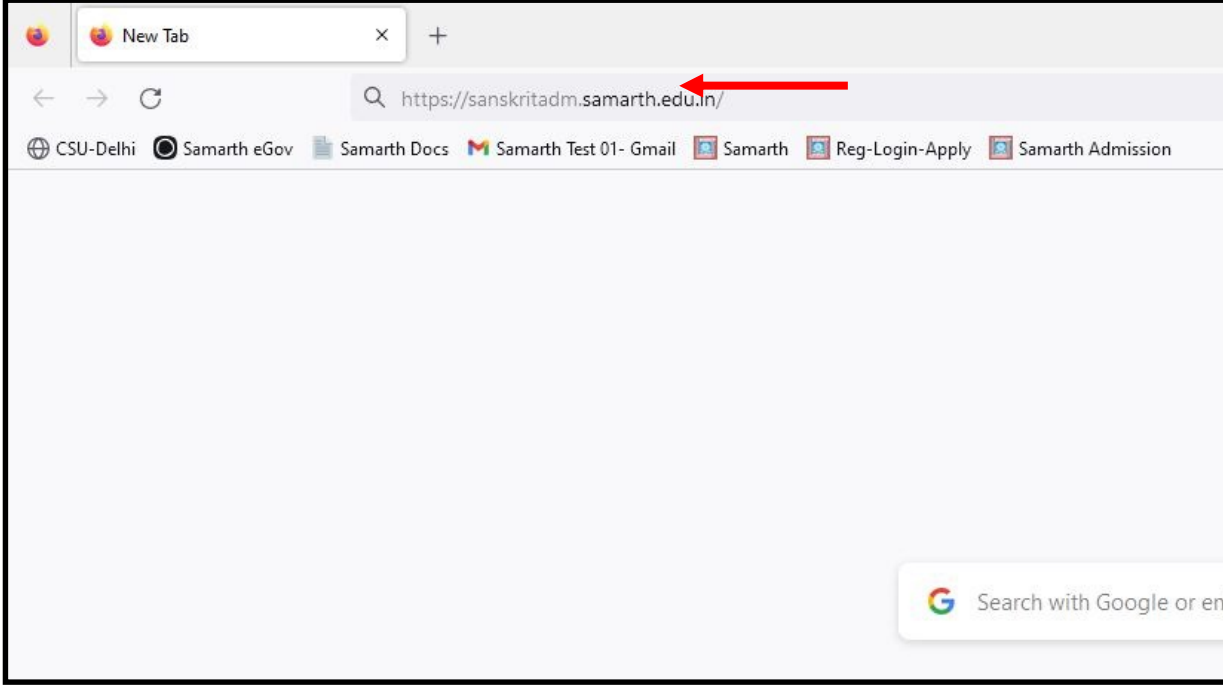 New Tab
https://sanskritadm.samarth.edu.in/
CSU-Delhi Samarth eGov Samarth Docs Samarth Test 01- Gmail Samarth Reg-Login-Apply Samarth Admission
Search with Google or en